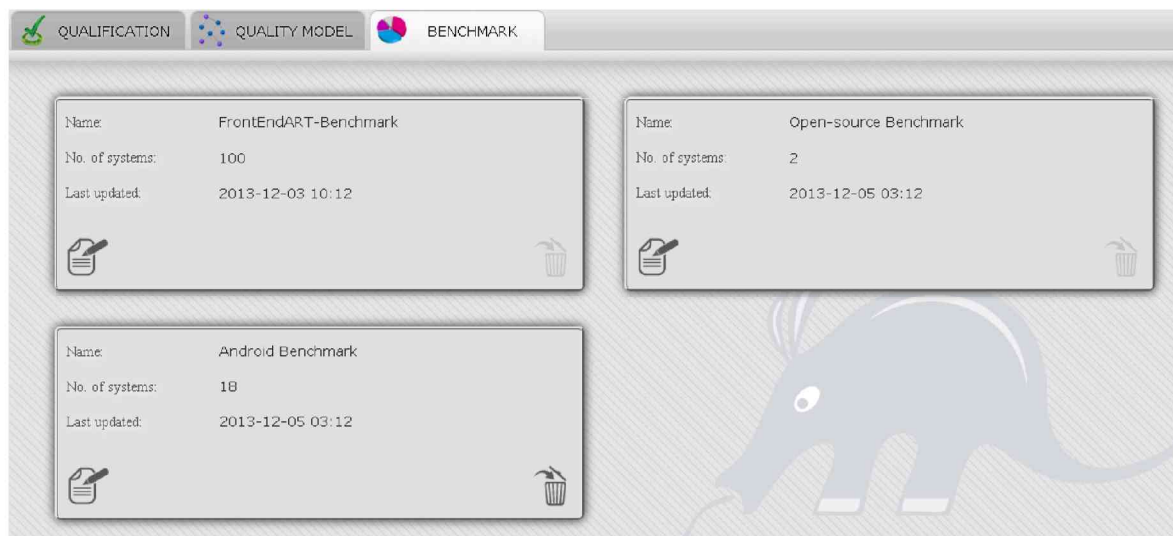 QUALIFICATION QUALITY MODEL BENCHMARK
Name: FrontEndART-Benchmark
No. of systems: 100
Last updated: 2013-12-03 10:12
Name: Open-source Benchmark
No. of systems: 2
Last updated: 2013-12-05 03:12
Name: Android Benchmark
No. of systems: 18
Last updated: 2013-12-05 03:12